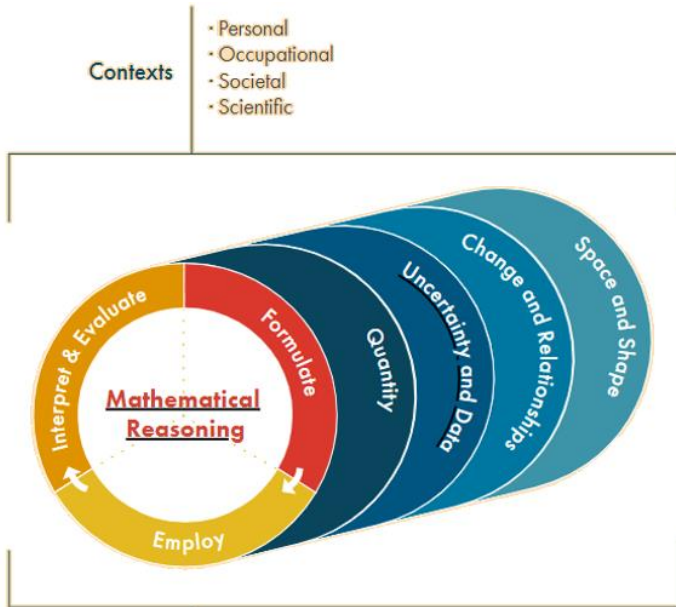 Contexts
· Personal
· Occupational
· Societal
· Scientific
Interpret & Evaluate
Formulate
Mathematical
Reasoning
Employ
Quantity
Uncertainty and Data
Change and Relationships
Space and Shape